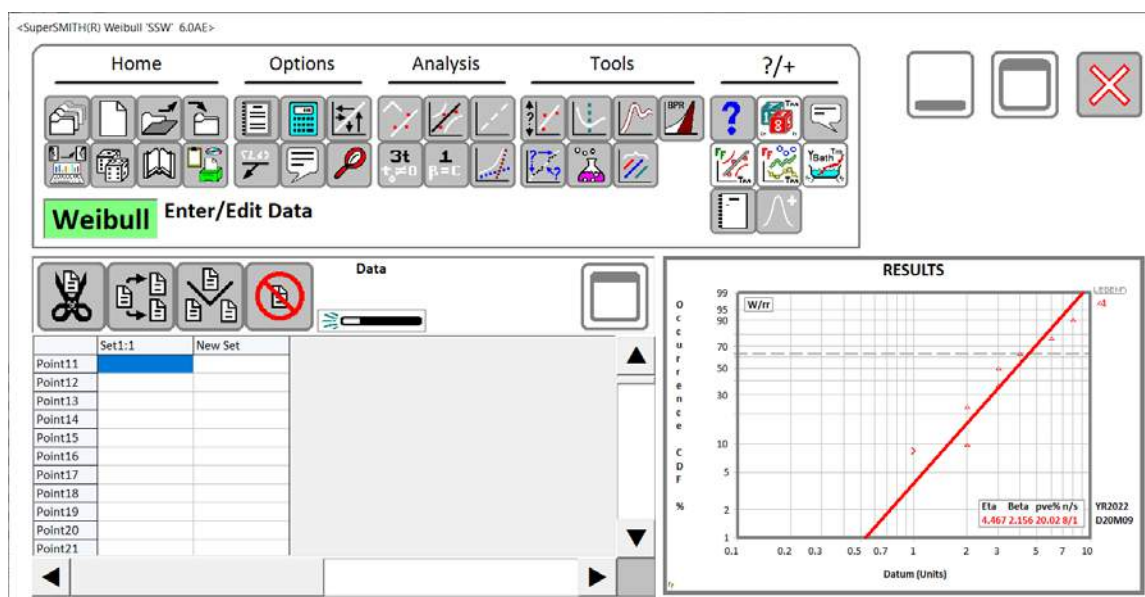 <SuperSMITH(R) Weibull 'SSW' 6.0AE>
Home Options Analysis Tools ?/+
BPR
3t
t₀≠0
1
β=C
Weibull Enter/Edit Data
Data
Set1:1 New Set
Point11
Point12
Point13
Point14
Point15
Point16
Point17
Point18
Point19
Point20
Point21
RESULTS
Occurrence CDF %
W/rr
LEGEND
99
95
90
70
50
30
10
5
2
1
Eta Beta pve% n/s
4.467 2.156 20.02 8/1
YR2022
D20M09
0.1 0.2 0.3 0.5 0.7 1 2 3 5 7 10
Datum (Units)